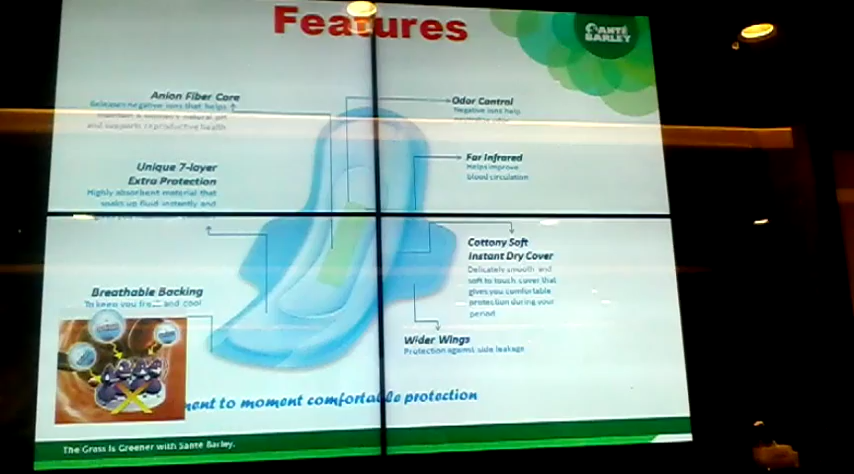 Features
SANTÉ
BARLEY
Anion Fiber Core
Releases negative ions that helps
maintain a women's natural pH
and supports reproductive health
Odor Control
Negative ions help
Unique 7-layer
Extra Protection
Highly absorbent material that
soaks up fluid instantly and
Far Infrared
Helps improve
blood circulation
Cottony Soft
Instant Dry Cover
Delicately smooth and
soft to touch cover that
gives you comfortable
protection during your
period
Breathable Backing
To keep you and cool
Wider Wings
Protection against side leakage
to moment comfortable protection
The Grass Is Greener with Santé Barley.